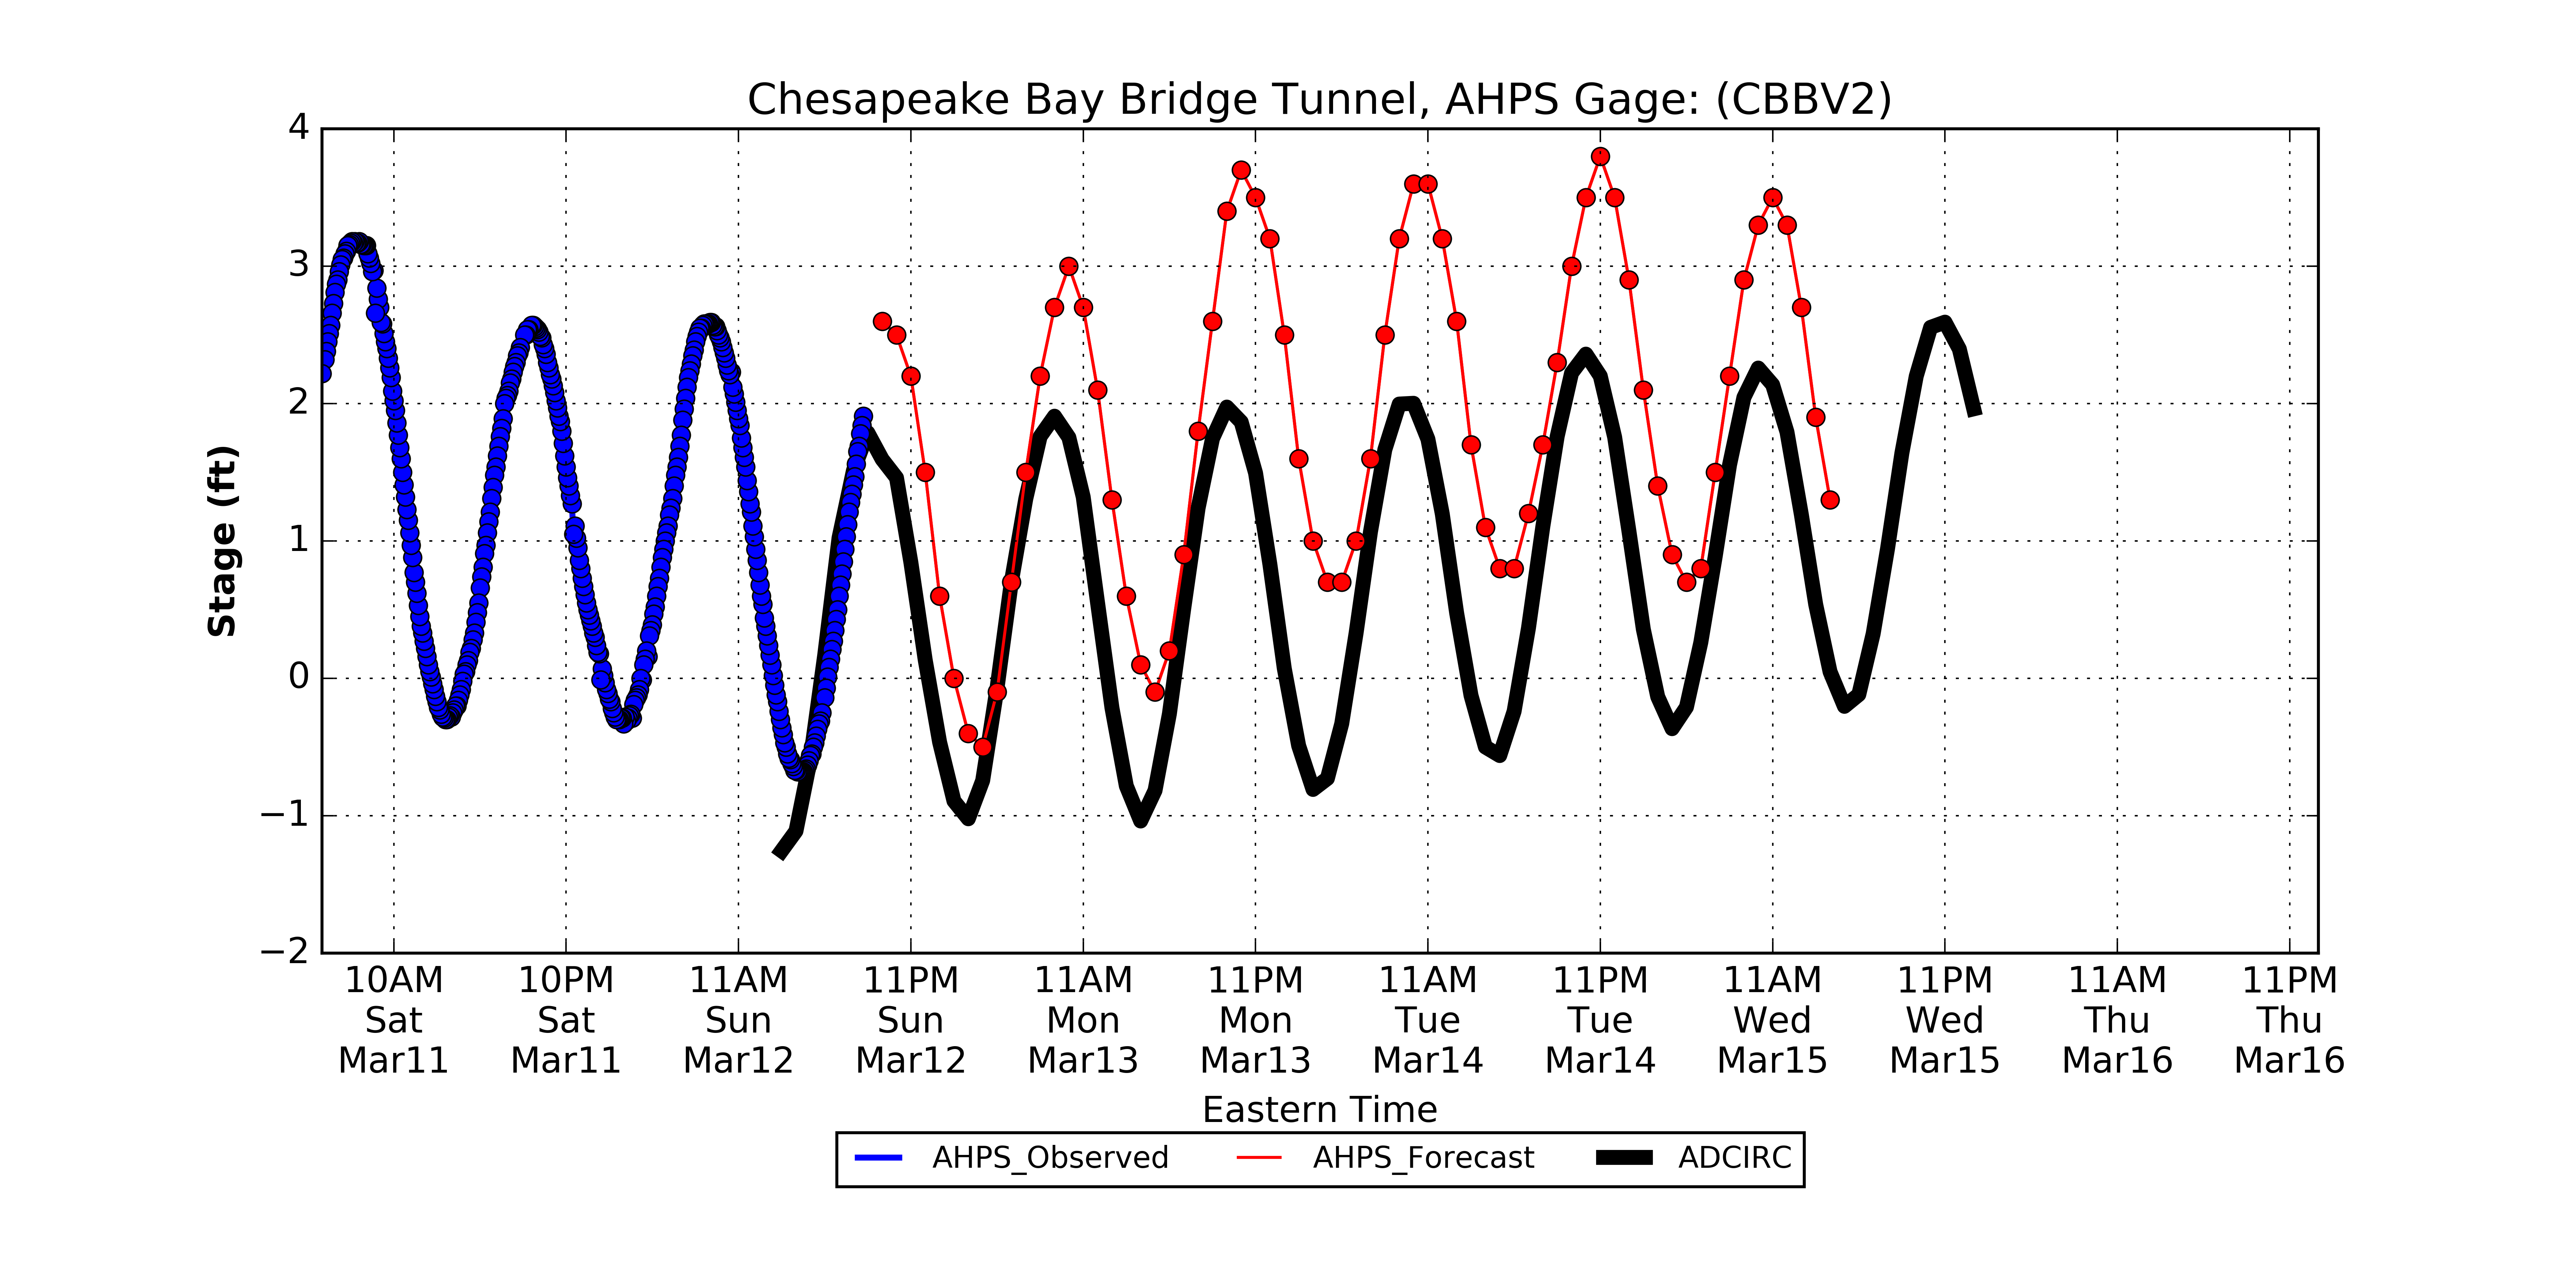 Chesapeake Bay Bridge Tunnel, AHPS Gage: (CBBV2)
4
3
2
1
0
−1
−2
Stage (ft)
10AM 10PM 11AM 11PM 11AM 11PM 11AM 11PM 11AM 11PM 11AM 11PM
Sat Sat Sun Sun Mon Mon Tue Tue Wed Wed Thu Thu
Mar11 Mar11 Mar12 Mar12 Mar13 Mar13 Mar14 Mar14 Mar15 Mar15 Mar16 Mar16
Eastern Time
AHPS_Observed AHPS_Forecast ADCIRC